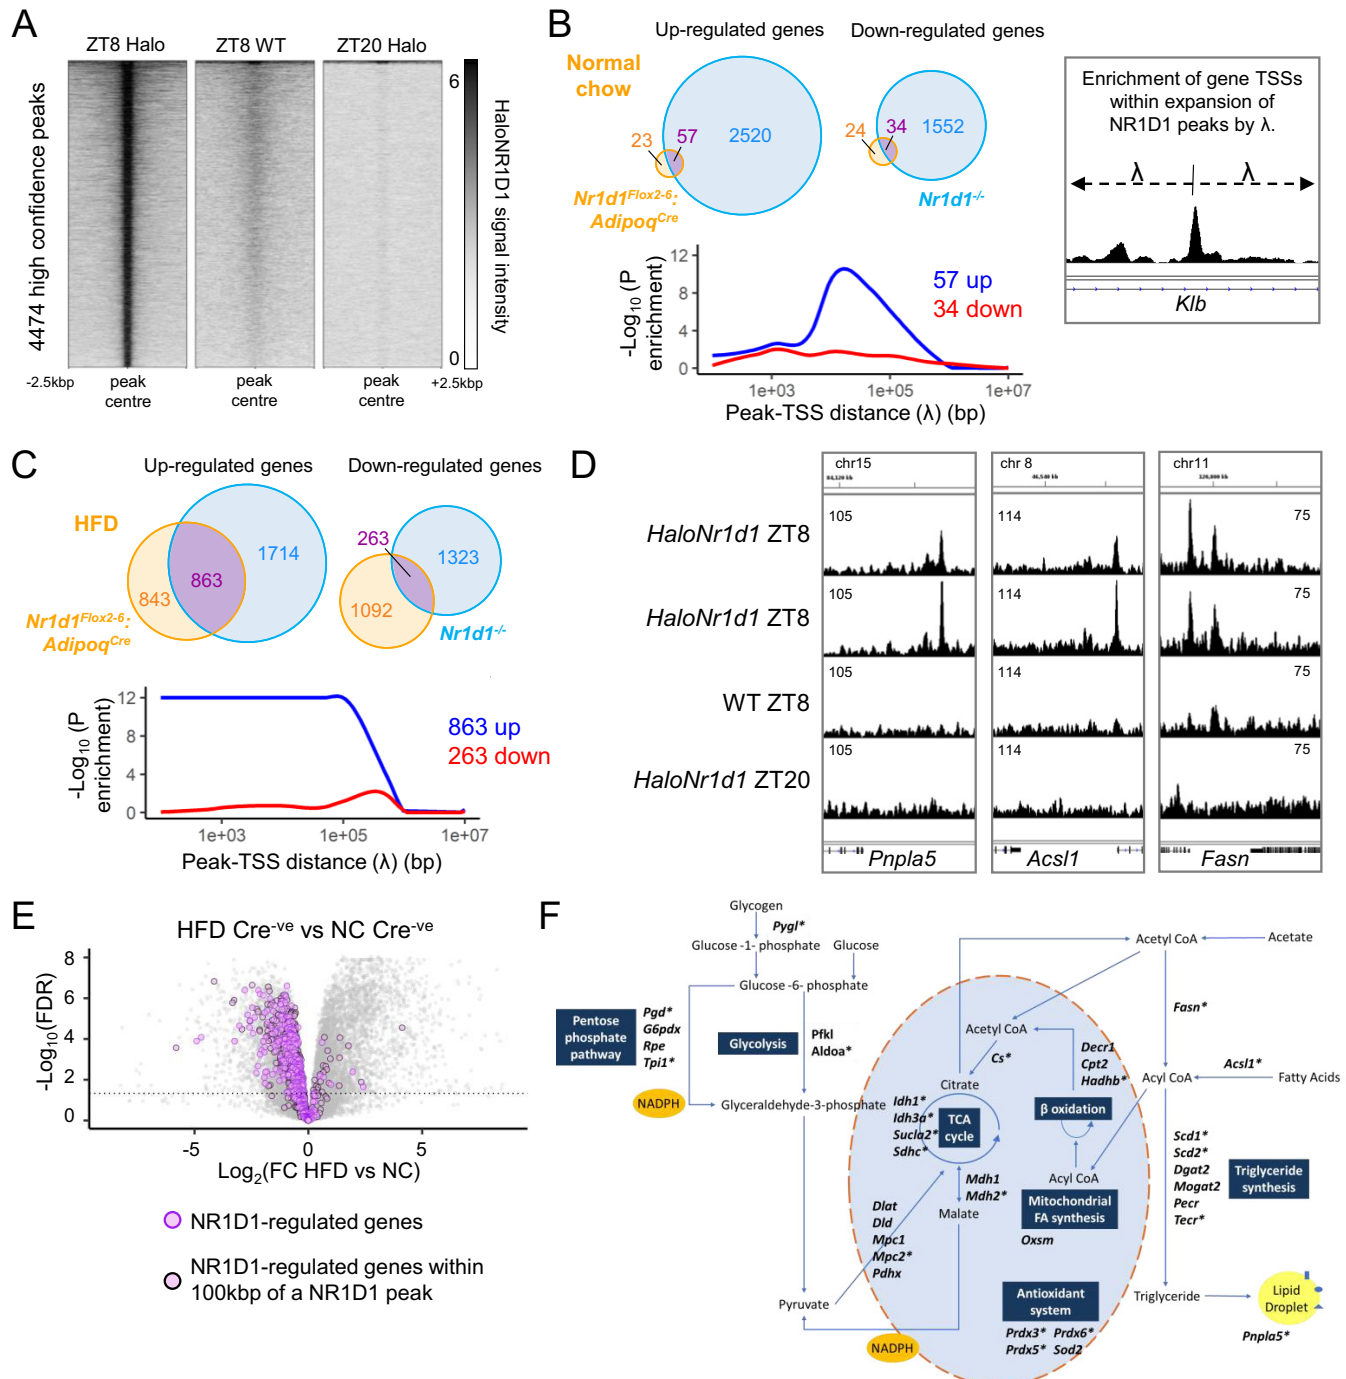 A
ZT8 Halo
ZT8 WT
ZT20 Halo
4474 high confidence peaks
6
0
HaloNR1D1 signal intensity
-2.5kbp
peak
centre
peak
centre
peak
centre
+2.5kbp
B
Up-regulated genes
Down-regulated genes
Normal
chow
23
57
2520
24
34
1552
Nr1d1Flox2-6:
AdipoqCre
Nr1d1-/-
12
8
4
0
-Log10 (P
enrichment)
57 up
34 down
1e+03
1e+05
1e+07
Peak-TSS distance (λ) (bp)
Enrichment of gene TSSs
within expansion of
NR1D1 peaks by λ.
λ
λ
Klb
C
Up-regulated genes
Down-regulated genes
HFD
843
863
1714
263
1092
1323
Nr1d1Flox2-6:
AdipoqCre
Nr1d1-/-
12
8
4
0
-Log10 (P
enrichment)
863 up
263 down
1e+03
1e+05
1e+07
Peak-TSS distance (λ) (bp)
D
chr15
chr 8
chr11
84,120 kb
46,540 kb
HaloNr1d1 ZT8
105
114
75
HaloNr1d1 ZT8
105
114
75
WT ZT8
105
114
75
HaloNr1d1 ZT20
105
114
75
Pnpla5
Acsl1
Fasn
E
HFD Cre-ve vs NC Cre-ve
8
6
4
2
0
-Log10(FDR)
-5
0
5
Log2(FC HFD vs NC)
NR1D1-regulated genes
NR1D1-regulated genes within
100kbp of a NR1D1 peak
F
Glycogen
Pygl*
Glucose -1- phosphate
Glucose
Glucose -6- phosphate
Pentose
phosphate
pathway
Pgd*
G6pdx
Rpe
Tpi1*
Glycolysis
Pfkl
Aldoa*
NADPH
Glyceraldehyde-3-phosphate
Acetyl CoA
Acetate
Fasn*
Acetyl CoA
Cs*
Citrate
Decr1
Cpt2
Hadhb*
Acsl1*
Acyl CoA
Fatty Acids
Idh1*
Idh3a*
Sucla2*
Sdhc*
TCA
cycle
β oxidation
Mdh1
Mdh2*
Malate
Acyl CoA
Mitochondrial
FA synthesis
Oxsm
Scd1*
Scd2*
Dgat2
Mogat2
Pecr
Tecr*
Triglyceride
synthesis
Dlat
Dld
Mpc1
Mpc2*
Pdhx
Pyruvate
NADPH
Antioxidant
system
Prdx3* Prdx6*
Prdx5* Sod2
Triglyceride
Lipid
Droplet
Pnpla5*